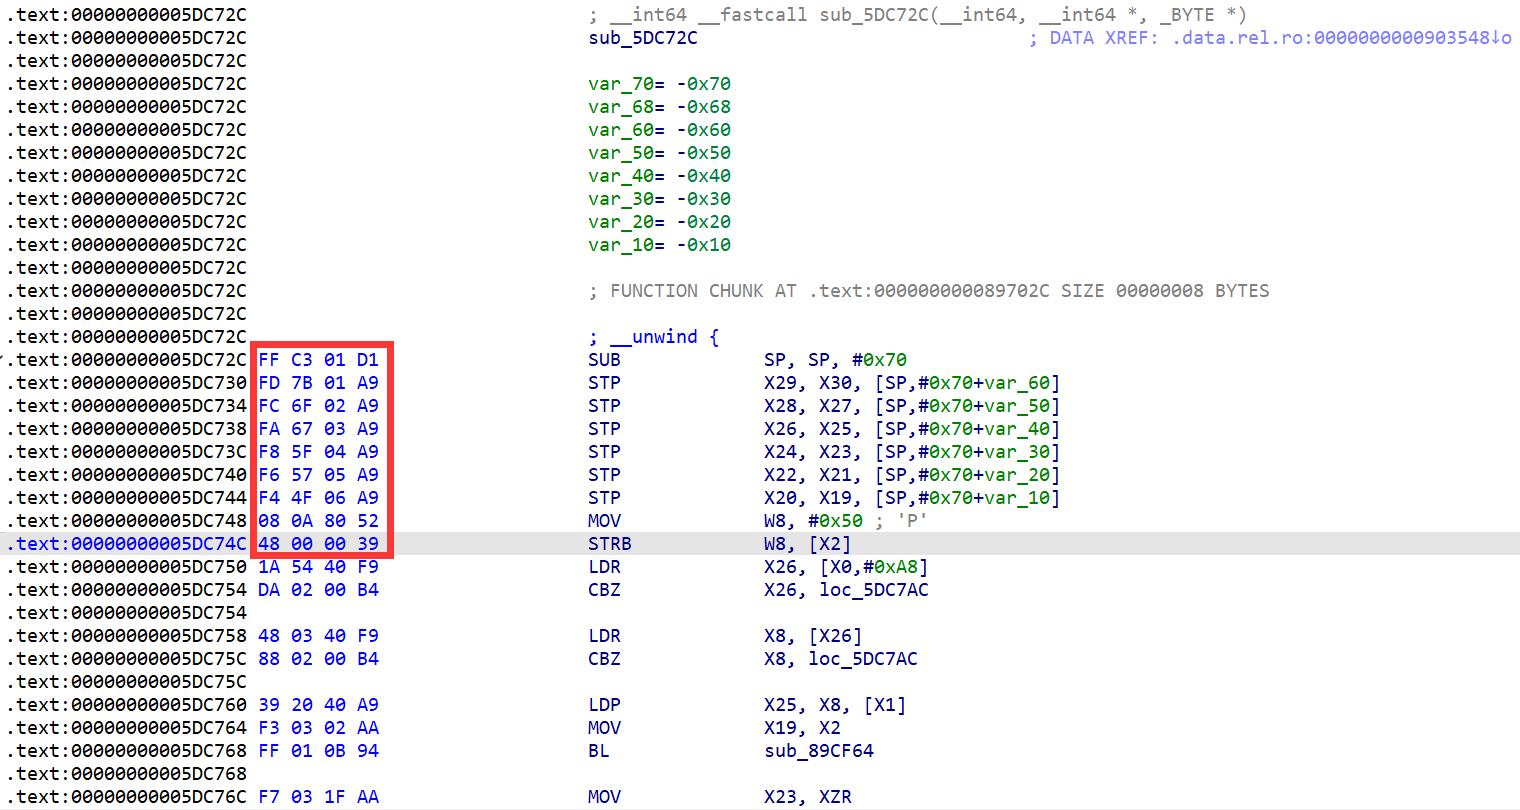 .text:00000000005DC72C ; __int64 __fastcall sub_5DC72C(__int64, __int64 *, _BYTE *)
.text:00000000005DC72C sub_5DC72C ; DATA XREF: .data.rel.ro:0000000000903548↓o
.text:00000000005DC72C
.text:00000000005DC72C var_70= -0x70
.text:00000000005DC72C var_68= -0x68
.text:00000000005DC72C var_60= -0x60
.text:00000000005DC72C var_50= -0x50
.text:00000000005DC72C var_40= -0x40
.text:00000000005DC72C var_30= -0x30
.text:00000000005DC72C var_20= -0x20
.text:00000000005DC72C var_10= -0x10
.text:00000000005DC72C
.text:00000000005DC72C ; FUNCTION CHUNK AT .text:000000000089702C SIZE 00000008 BYTES
.text:00000000005DC72C
.text:00000000005DC72C ; __unwind {
.text:00000000005DC72C FF C3 01 D1 SUB SP, SP, #0x70
.text:00000000005DC730 FD 7B 01 A9 STP X29, X30, [SP,#0x70+var_60]
.text:00000000005DC734 FC 6F 02 A9 STP X28, X27, [SP,#0x70+var_50]
.text:00000000005DC738 FA 67 03 A9 STP X26, X25, [SP,#0x70+var_40]
.text:00000000005DC73C F8 5F 04 A9 STP X24, X23, [SP,#0x70+var_30]
.text:00000000005DC740 F6 57 05 A9 STP X22, X21, [SP,#0x70+var_20]
.text:00000000005DC744 F4 4F 06 A9 STP X20, X19, [SP,#0x70+var_10]
.text:00000000005DC748 08 0A 80 52 MOV W8, #0x50 ; 'P'
.text:00000000005DC74C 48 00 00 39 STRB W8, [X2]
.text:00000000005DC750 1A 54 40 F9 LDR X26, [X0,#0xA8]
.text:00000000005DC754 DA 02 00 B4 CBZ X26, loc_5DC7AC
.text:00000000005DC754
.text:00000000005DC758 48 03 40 F9 LDR X8, [X26]
.text:00000000005DC75C 88 02 00 B4 CBZ X8, loc_5DC7AC
.text:00000000005DC75C
.text:00000000005DC760 39 20 40 A9 LDP X25, X8, [X1]
.text:00000000005DC764 F3 03 02 AA MOV X19, X2
.text:00000000005DC768 FF 01 0B 94 BL sub_89CF64
.text:00000000005DC768
.text:00000000005DC76C F7 03 1F AA MOV X23, XZR